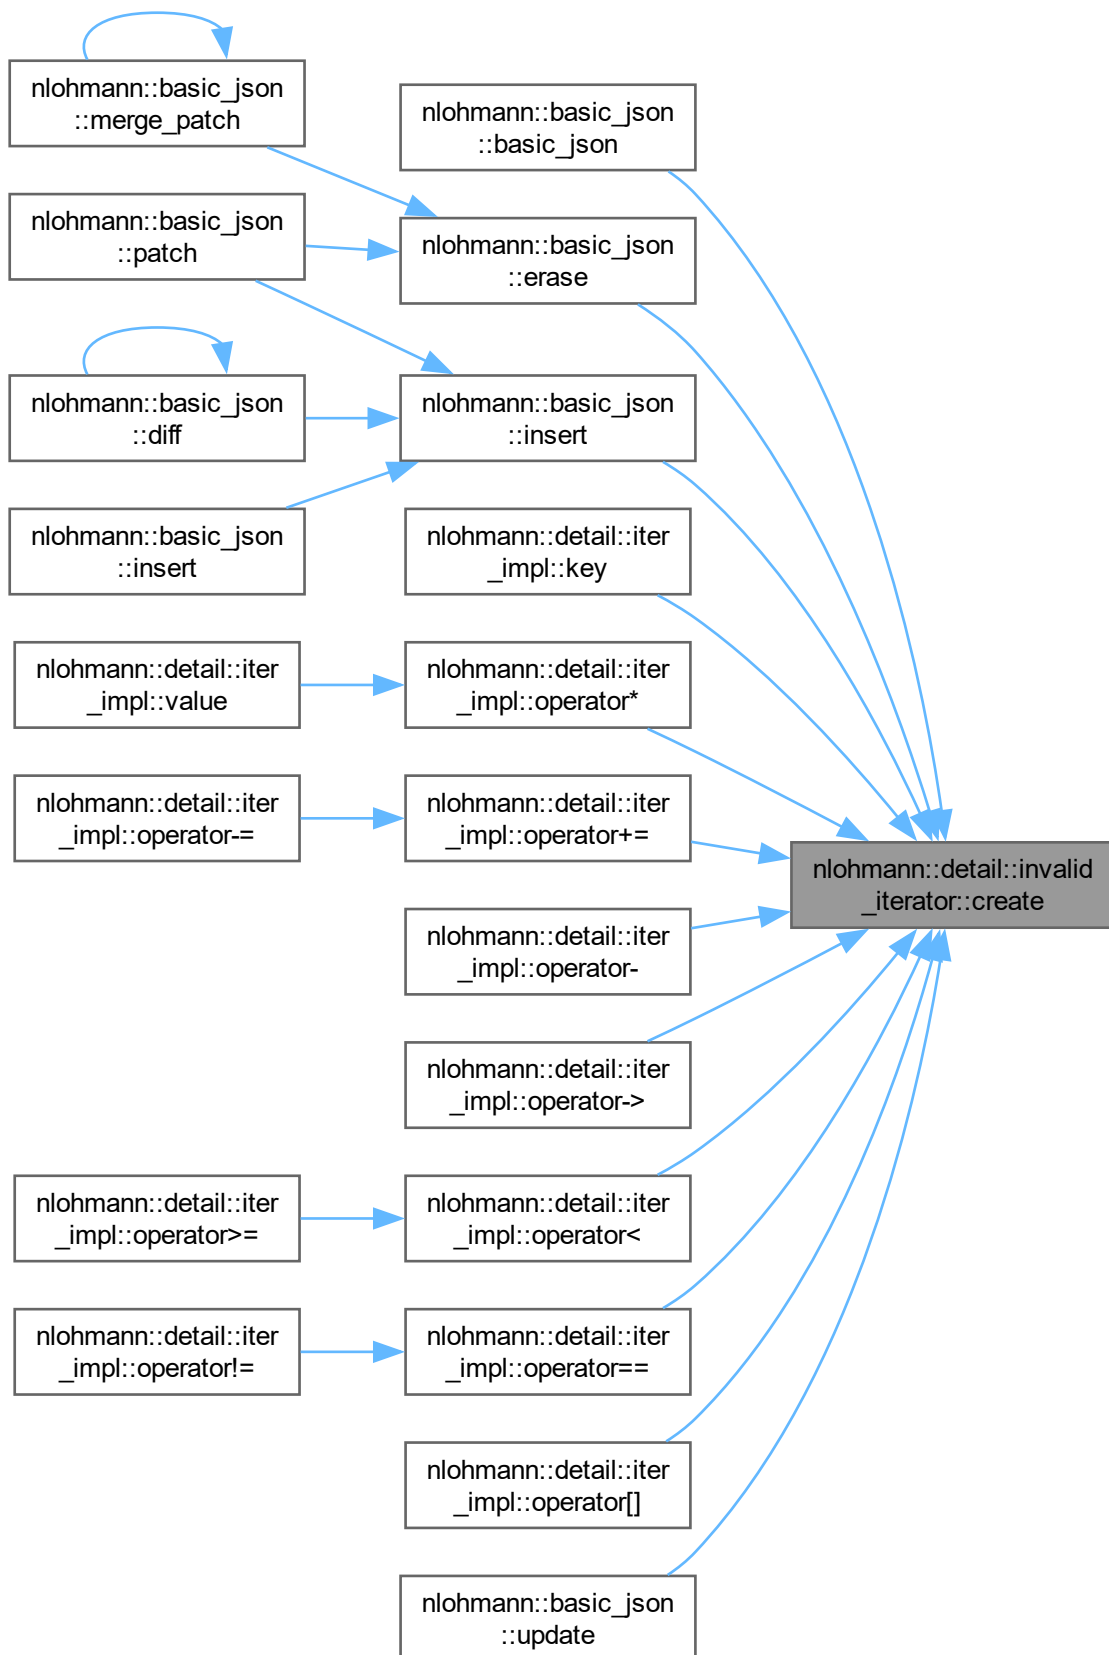 nlohmann::basic_json
::merge_patch
nlohmann::basic_json
::basic_json
nlohmann::basic_json
::patch
nlohmann::basic_json
::erase
nlohmann::basic_json
::diff
nlohmann::basic_json
::insert
nlohmann::basic_json
::insert
nlohmann::detail::iter
_impl::key
nlohmann::detail::iter
_impl::value
nlohmann::detail::iter
_impl::operator*
nlohmann::detail::iter
_impl::operator-=
nlohmann::detail::iter
_impl::operator+=
nlohmann::detail::invalid
_iterator::create
nlohmann::detail::iter
_impl::operator-
nlohmann::detail::iter
_impl::operator->
nlohmann::detail::iter
_impl::operator>=
nlohmann::detail::iter
_impl::operator<
nlohmann::detail::iter
_impl::operator!=
nlohmann::detail::iter
_impl::operator==
nlohmann::detail::iter
_impl::operator[]
nlohmann::basic_json
::update